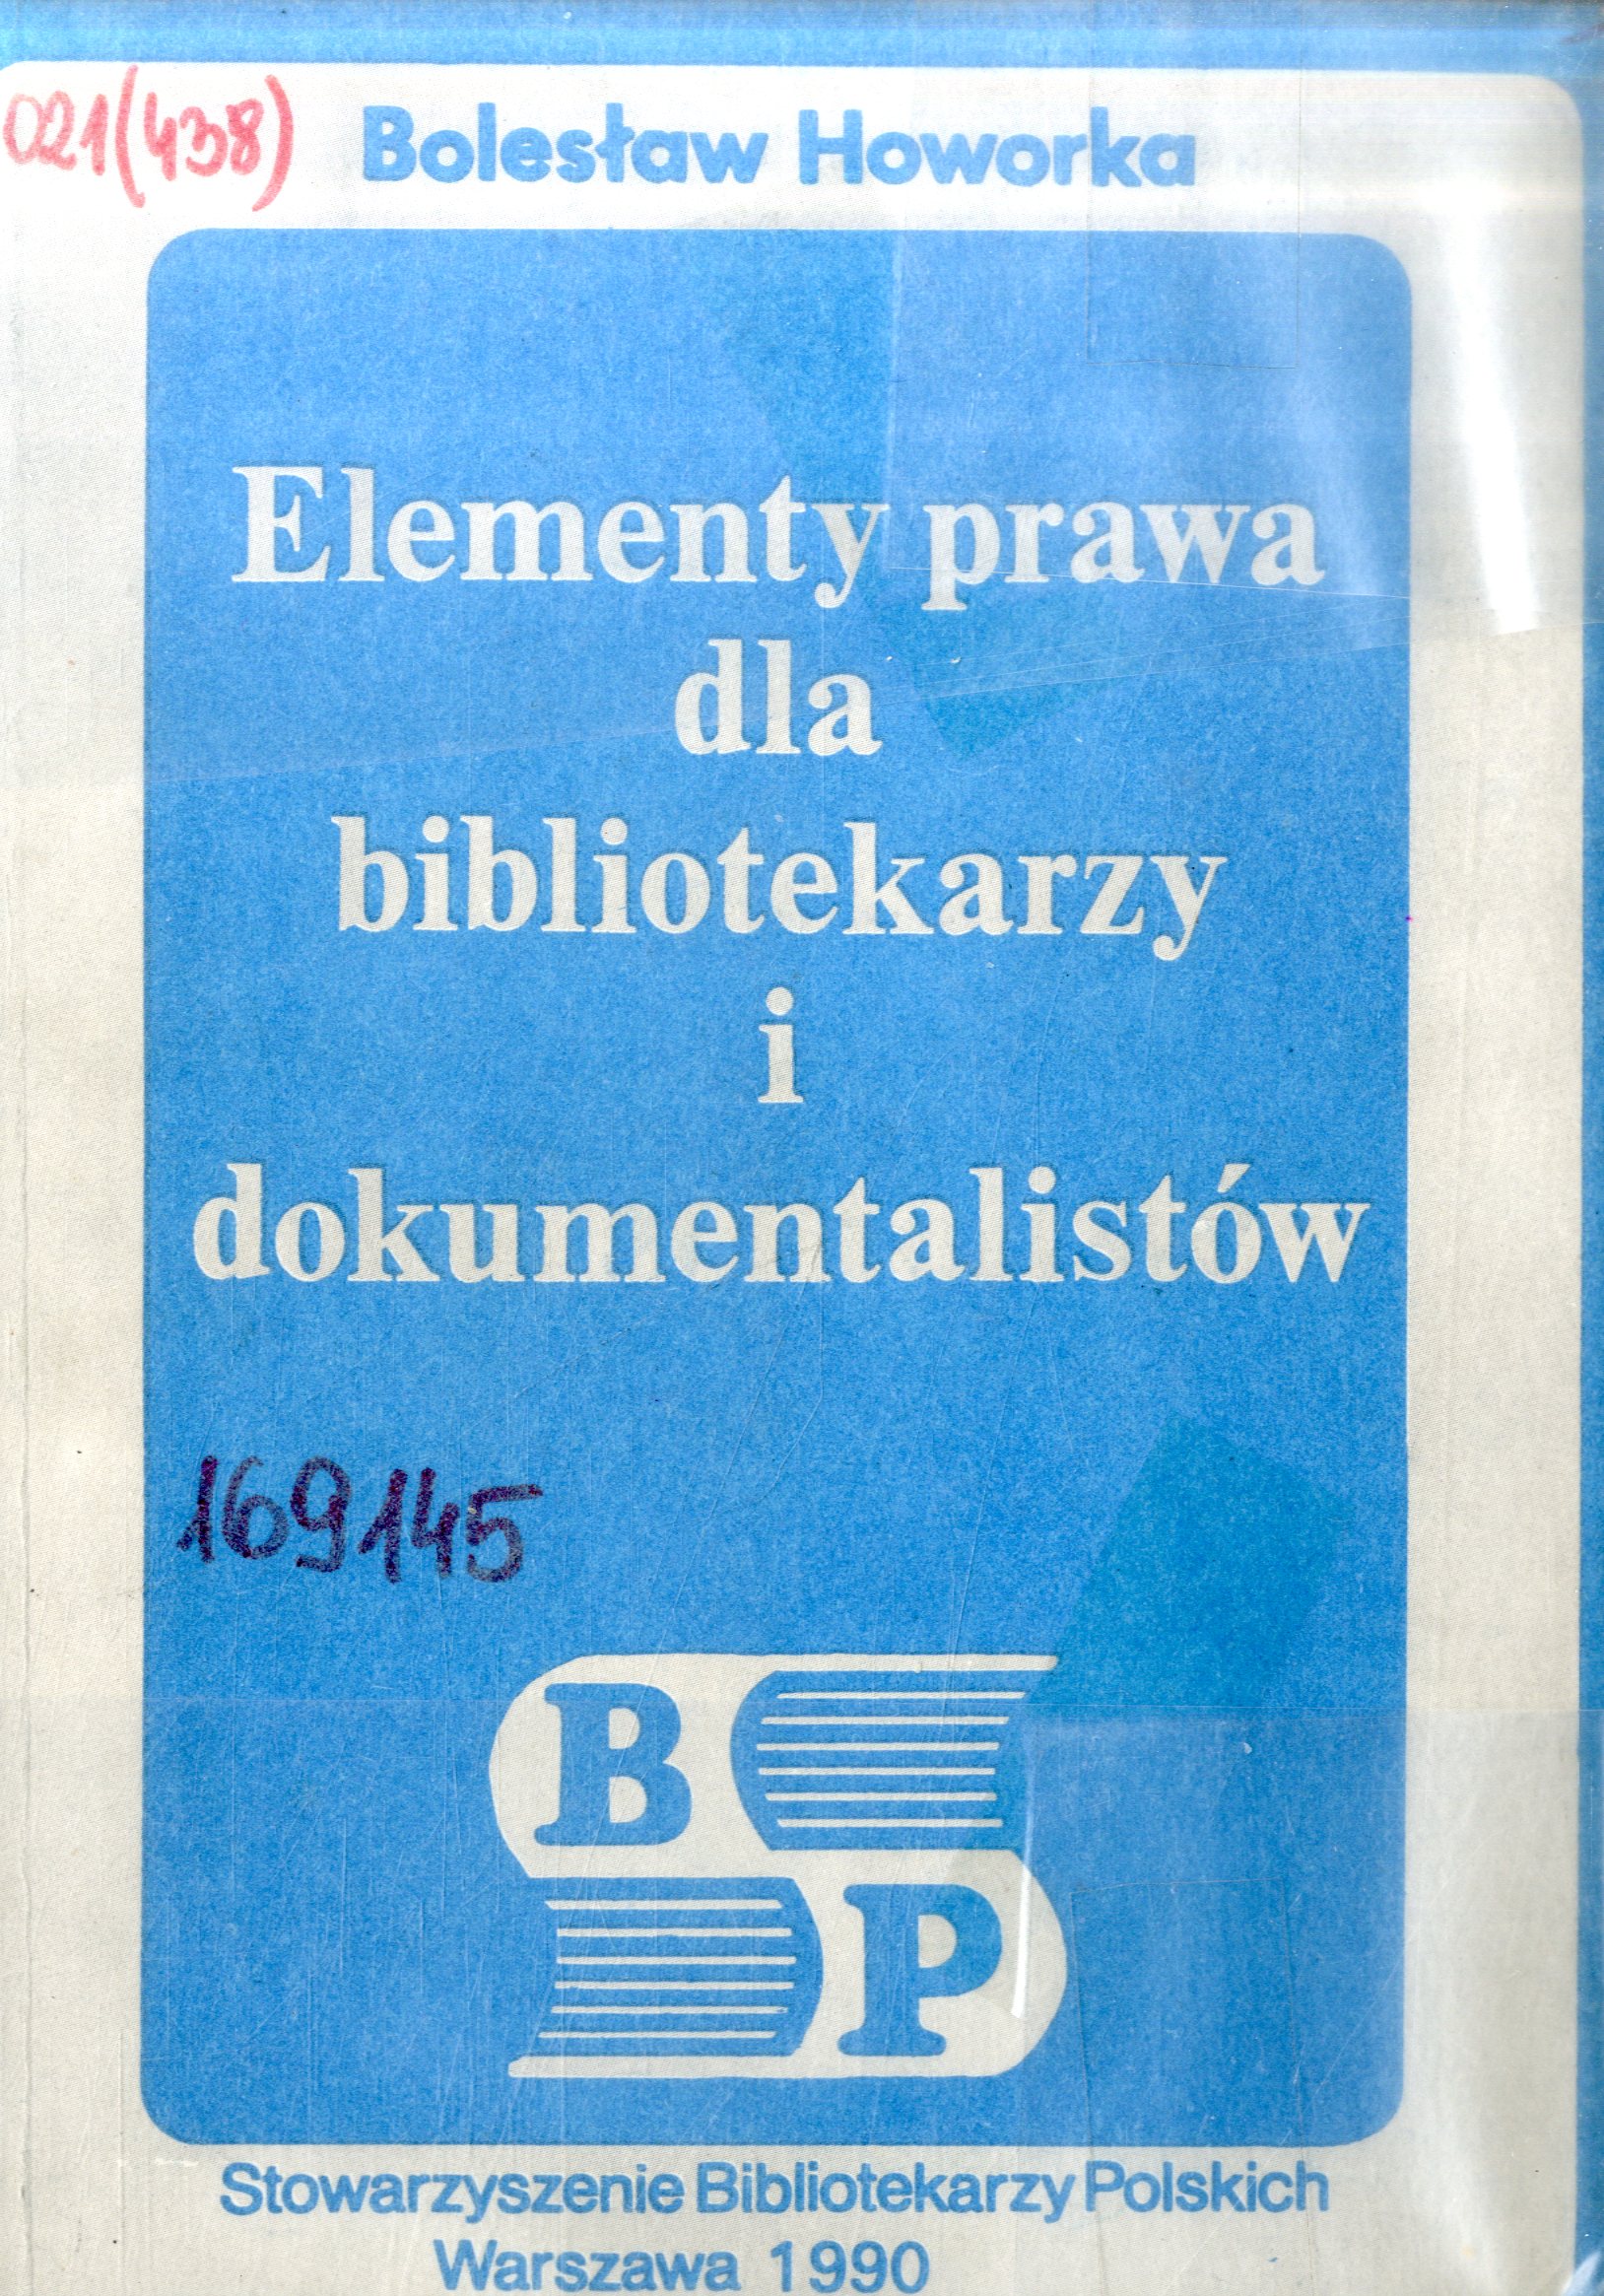 021(438)
Bolesław Howorka
Elementy prawa
dla
bibliotekarzy
i
dokumentalistów
169145
B
P
Stowarzyszenie Bibliotekarzy Polskich
Warszawa 1990